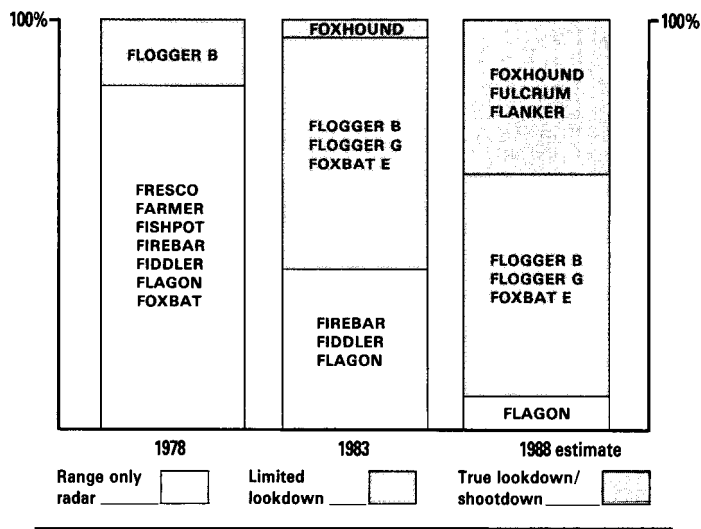 100%
100%
FLOGGER B
FRESCO
FARMER
FISHPOT
FIREBAR
FIDDLER
FLAGON
FOXBAT
FOXHOUND
FLOGGER B
FLOGGER G
FOXBAT E
FIREBAR
FIDDLER
FLAGON
FOXHOUND
FULCRUM
FLANKER
FLOGGER B
FLOGGER G
FOXBAT E
FLAGON
1978
1983
1988 estimate
Range only
radar
Limited
lookdown
True lookdown/
shootdown